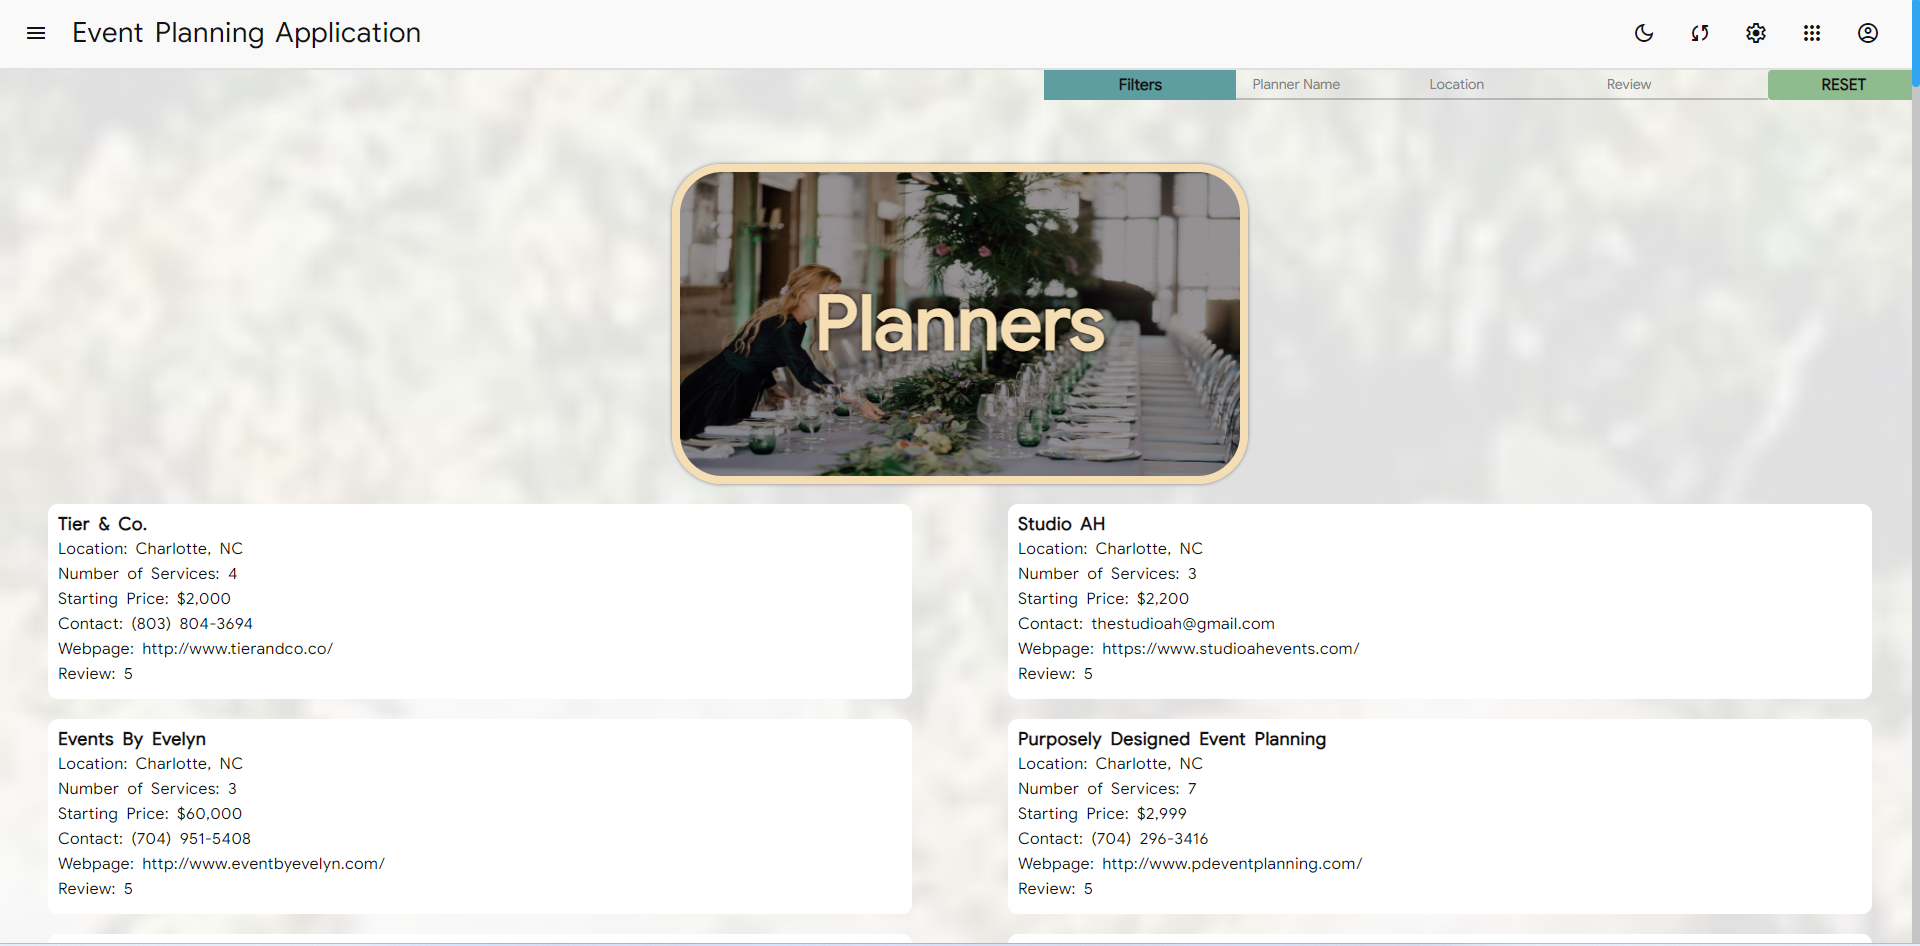 Event Planning Application
Filters
Planner Name
Location
Review
RESET
Planners
Tier & Co.
Location: Charlotte, NC
Number of Services: 4
Starting Price: $2,000
Contact: (803) 804-3694
Webpage: http://www.tierandco.co/
Review: 5
Studio AH
Location: Charlotte, NC
Number of Services: 3
Starting Price: $2,200
Contact: thestudioah@gmail.com
Webpage: https://www.studioahevents.com/
Review: 5
Events By Evelyn
Location: Charlotte, NC
Number of Services: 3
Starting Price: $60,000
Contact: (704) 951-5408
Webpage: http://www.eventbyevelyn.com/
Review: 5
Purposely Designed Event Planning
Location: Charlotte, NC
Number of Services: 7
Starting Price: $2,999
Contact: (704) 296-3416
Webpage: http://www.pdeventplanning.com/
Review: 5